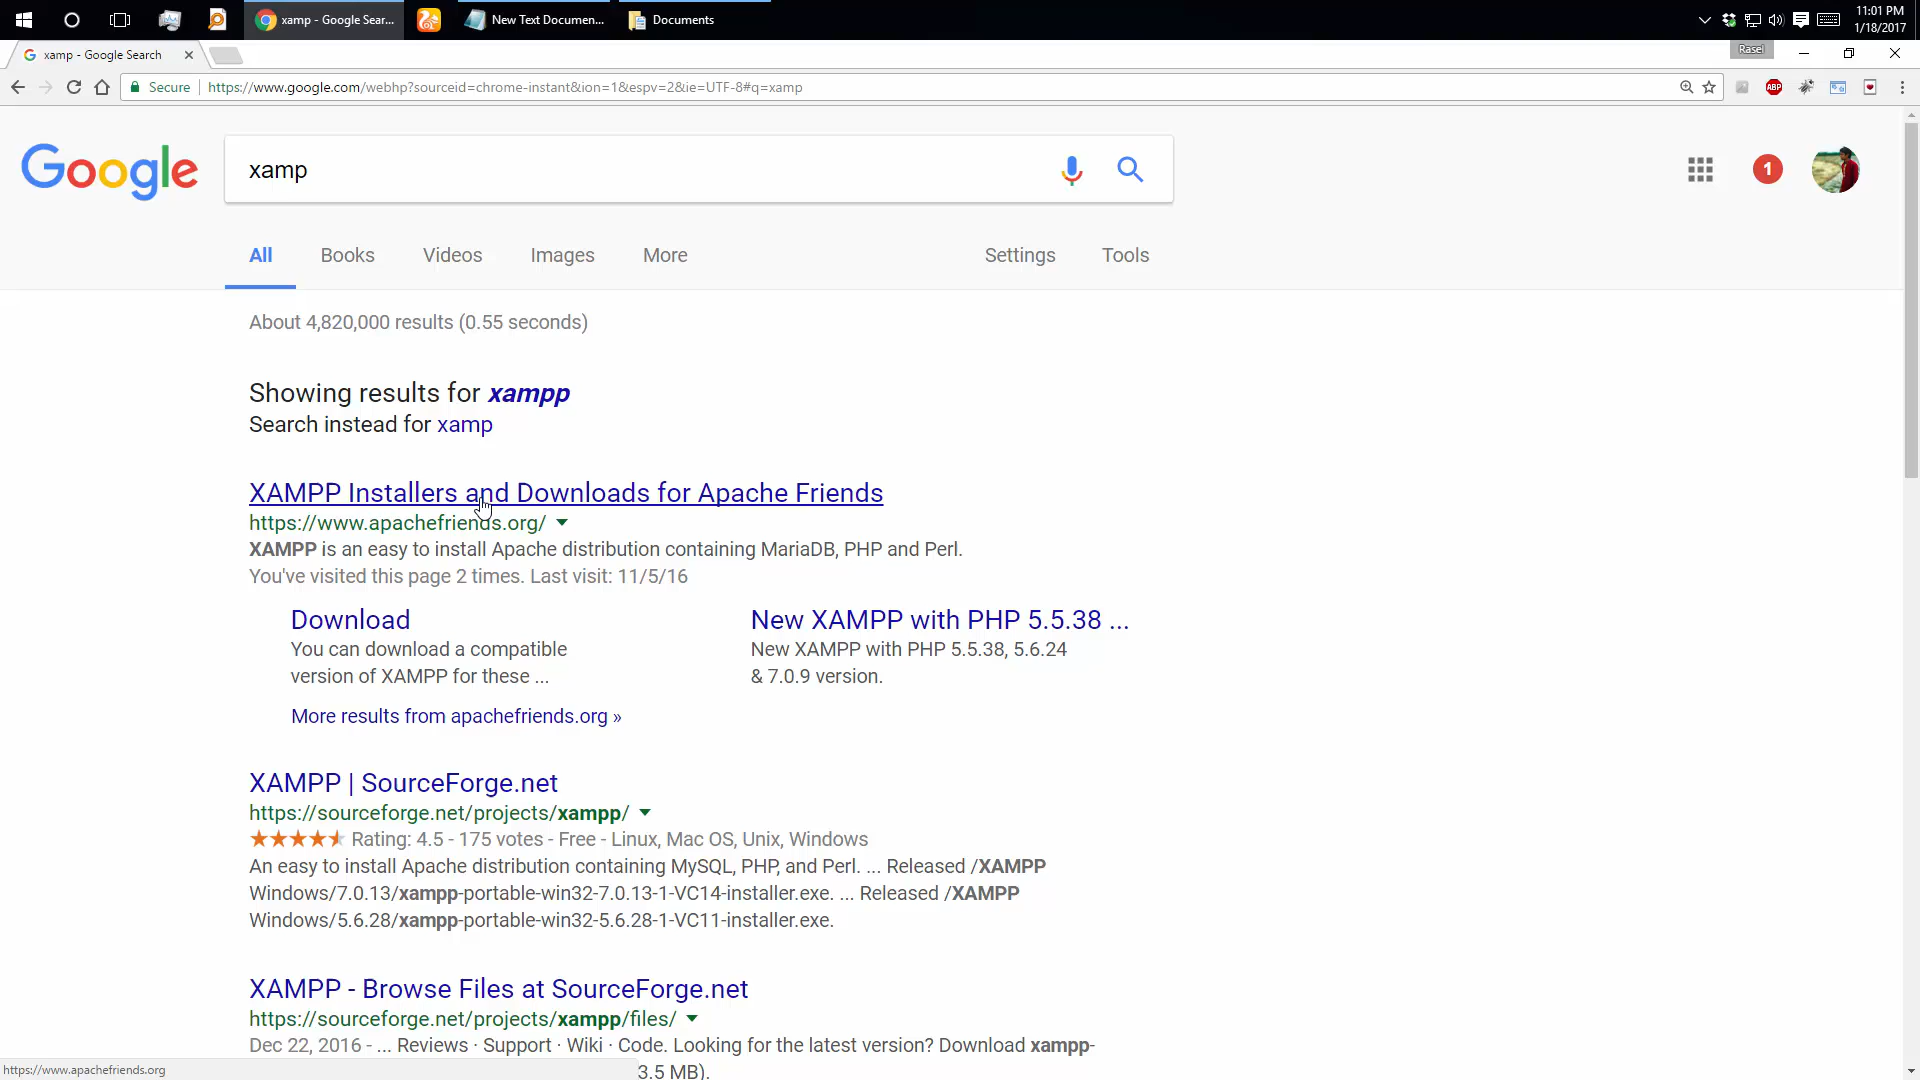 xamp - Google Sear...
New Text Documen...
Documents
11:01 PM
1/18/2017
xamp - Google Search
Rasel
Secure
https://www.google.com/webhp?sourceid=chrome-instant&ion=1&espv=2&ie=UTF-8#q=xamp
ABP
Google
xamp
1
All Books Videos Images More Settings Tools
About 4,820,000 results (0.55 seconds)
Showing results for xampp
Search instead for xamp
XAMPP Installers and Downloads for Apache Friends
https://www.apachefriends.org/
XAMPP is an easy to install Apache distribution containing MariaDB, PHP and Perl.
You've visited this page 2 times. Last visit: 11/5/16
Download
You can download a compatible
version of XAMPP for these ...
New XAMPP with PHP 5.5.38 ...
New XAMPP with PHP 5.5.38, 5.6.24
& 7.0.9 version.
More results from apachefriends.org »
XAMPP | SourceForge.net
https://sourceforge.net/projects/xampp/
Rating: 4.5 - 175 votes - Free - Linux, Mac OS, Unix, Windows
An easy to install Apache distribution containing MySQL, PHP, and Perl. ... Released /XAMPP
Windows/7.0.13/xampp-portable-win32-7.0.13-1-VC14-installer.exe. ... Released /XAMPP
Windows/5.6.28/xampp-portable-win32-5.6.28-1-VC11-installer.exe.
XAMPP - Browse Files at SourceForge.net
https://sourceforge.net/projects/xampp/files/
Dec 22, 2016 - ... Reviews · Support · Wiki · Code. Looking for the latest version? Download xampp-
3.5 MB).
https://www.apachefriends.org